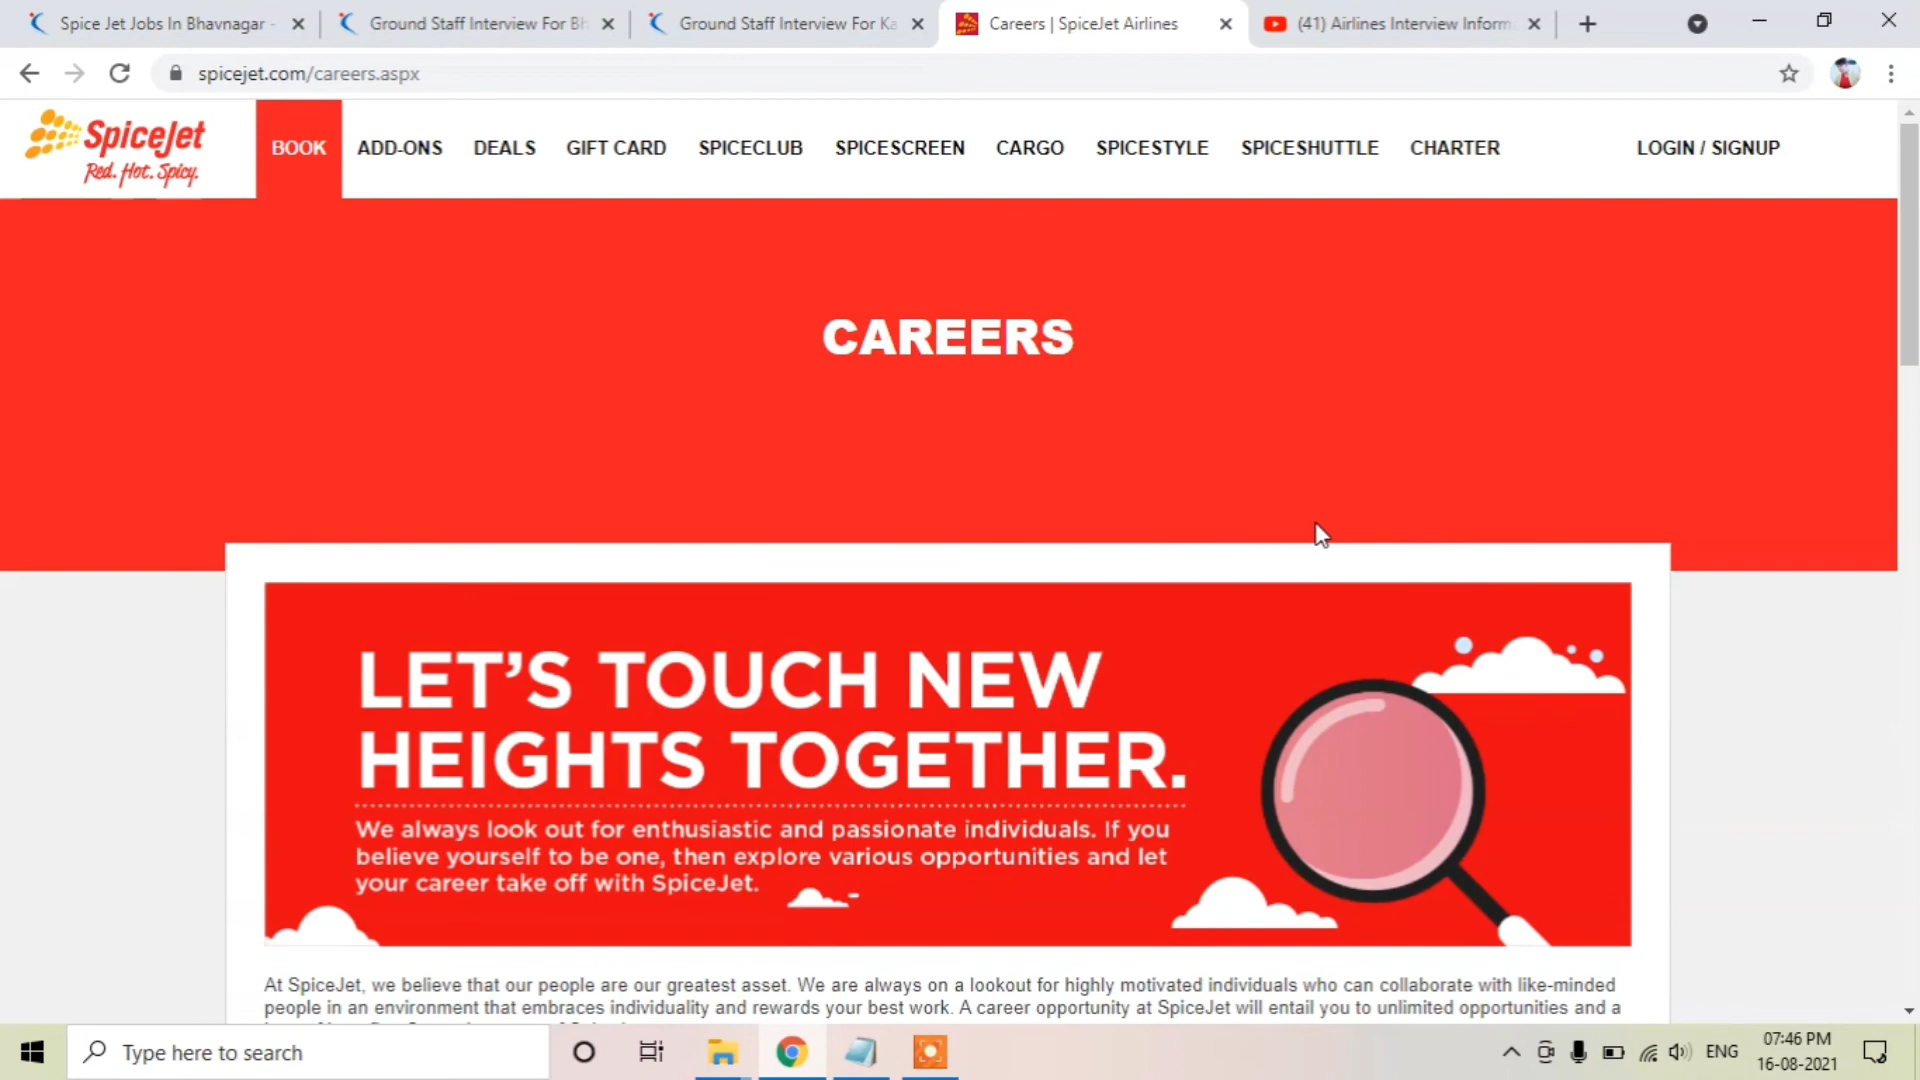 Spice Jet Jobs In Bhavnagar -
Ground Staff Interview For Bh
Ground Staff Interview For Ka
Careers | SpiceJet Airlines
(41) Airlines Interview Inform
spicejet.com/careers.aspx
SpiceJet
Red. Hot. Spicy.
BOOK
ADD-ONS
DEALS
GIFT CARD
SPICECLUB
SPICESCREEN
CARGO
SPICESTYLE
SPICESHUTTLE
CHARTER
LOGIN / SIGNUP
CAREERS
LET'S TOUCH NEW
HEIGHTS TOGETHER.
We always look out for enthusiastic and passionate individuals. If you
believe yourself to be one, then explore various opportunities and let
your career take off with SpiceJet.
At SpiceJet, we believe that our people are our greatest asset. We are always on a lookout for highly motivated individuals who can collaborate with like-minded
people in an environment that embraces individuality and rewards your best work. A career opportunity at SpiceJet will entail you to unlimited opportunities and a
Type here to search
ENG
07:46 PM
16-08-2021